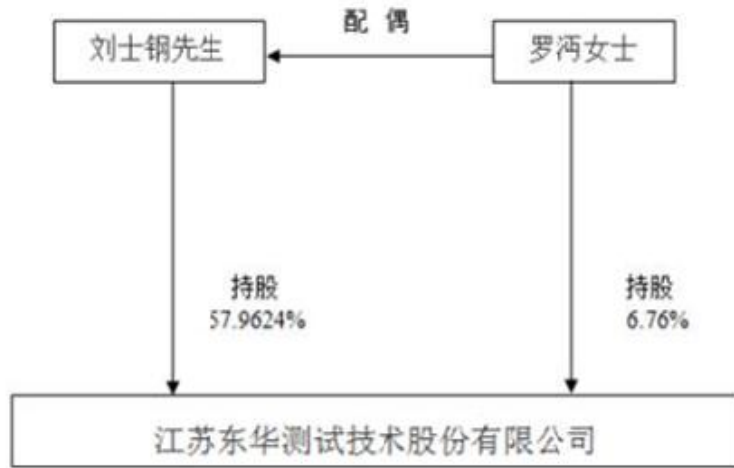 配 偶
刘士钢先生
罗沔女士
持股
57.9624%
持股
6.76%
江苏东华测试技术股份有限公司